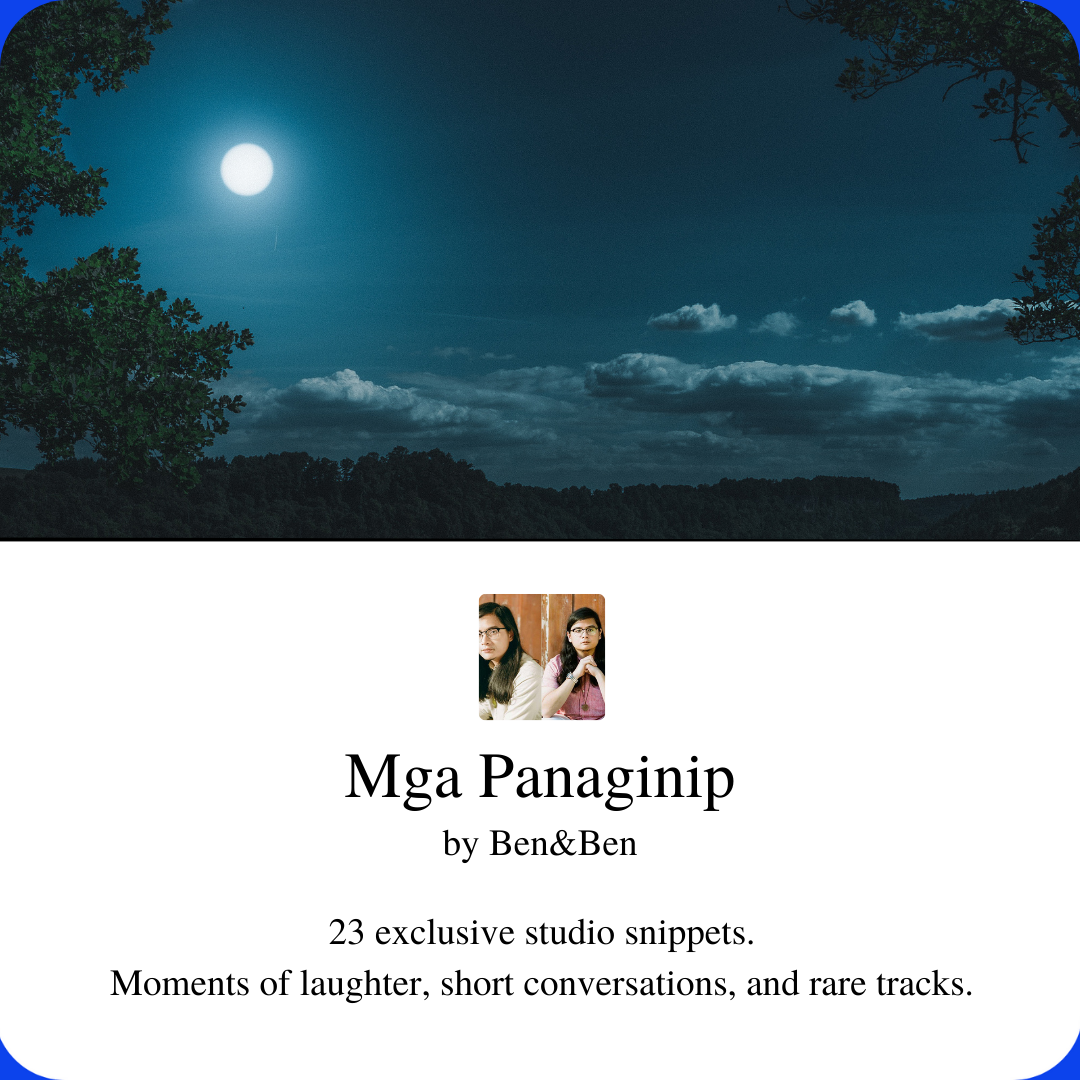 Mga Panaginip
by Ben&Ben
23 exclusive studio snippets.
Moments of laughter, short conversations, and rare tracks.